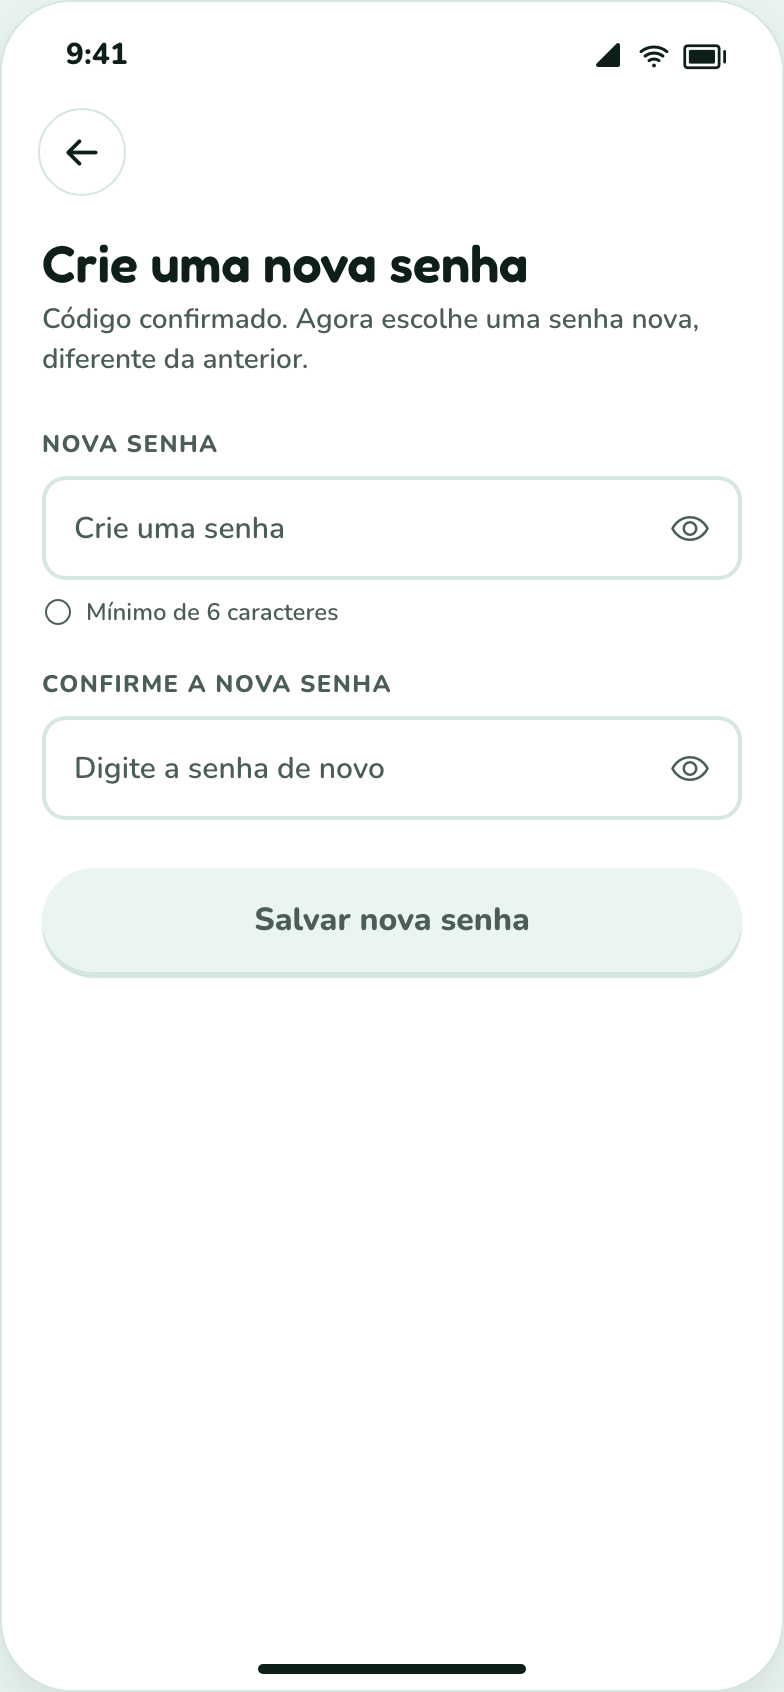 9:41
Crie uma nova senha
Código confirmado. Agora escolhe uma senha nova,
diferente da anterior.
NOVA SENHA
Crie uma senha
Mínimo de 6 caracteres
CONFIRME A NOVA SENHA
Digite a senha de novo
Salvar nova senha